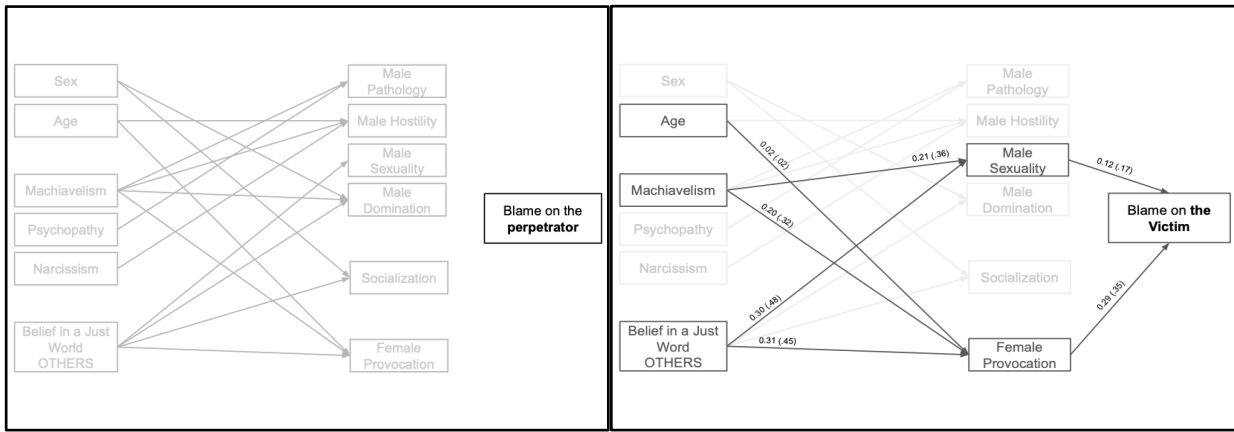 Sex
Age
Machiavelism
Psychopathy
Narcissism
Belief in a Just
Word
OTHERS
Male
Pathology
Male Hostility
Male
Sexuality
Male
Domination
Socialization
Female
Provocation
Blame on the
perpetrator
Sex
Age
Machiavelism
Psychopathy
Narcissism
Belief in a Just
Word
OTHERS
0.02 (.02)
0.21 (.36)
0.20 (.32)
0.30 (.48)
0.31 (.45)
Male
Pathology
Male Hostility
Male
Sexuality
Male
Domination
Socialization
Female
Provocation
0.12 (.17)
0.29 (.35)
Blame on the
Victim